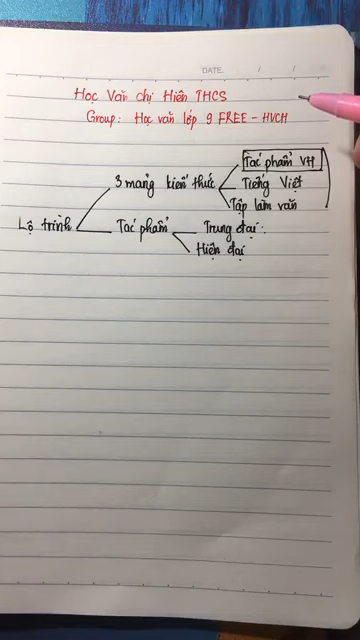 DATE. / /
Học Văn chị Hiên THCS
Group: Học văn lớp 9 FREE - HVCH
Tác phẩm VH
3 mảng kiến thức
Tiếng Việt
Tập làm văn
Lộ trình
Tác phẩm
Trung đại:
Hiện đại